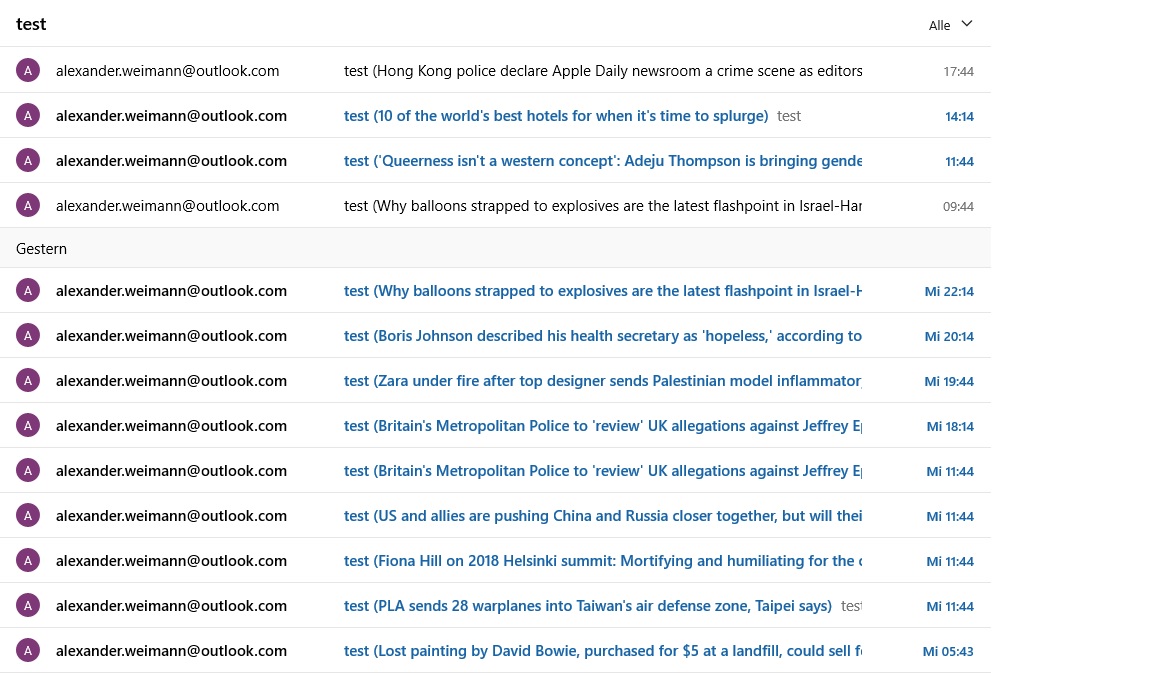 test Alle
A alexander.weimann@outlook.com test (Hong Kong police declare Apple Daily newsroom a crime scene as editors 17:44
A alexander.weimann@outlook.com test (10 of the world's best hotels for when it's time to splurge) test 14:14
A alexander.weimann@outlook.com test ('Queerness isn't a western concept': Adeju Thompson is bringing gende 11:44
A alexander.weimann@outlook.com test (Why balloons strapped to explosives are the latest flashpoint in Israel-Har 09:44
Gestern
A alexander.weimann@outlook.com test (Why balloons strapped to explosives are the latest flashpoint in Israel-H Mi 22:14
A alexander.weimann@outlook.com test (Boris Johnson described his health secretary as 'hopeless,' according to Mi 20:14
A alexander.weimann@outlook.com test (Zara under fire after top designer sends Palestinian model inflammator Mi 19:44
A alexander.weimann@outlook.com test (Britain's Metropolitan Police to 'review' UK allegations against Jeffrey Ep Mi 18:14
A alexander.weimann@outlook.com test (Britain's Metropolitan Police to 'review' UK allegations against Jeffrey Ep Mi 11:44
A alexander.weimann@outlook.com test (US and allies are pushing China and Russia closer together, but will thei Mi 11:44
A alexander.weimann@outlook.com test (Fiona Hill on 2018 Helsinki summit: Mortifying and humiliating for the Mi 11:44
A alexander.weimann@outlook.com test (PLA sends 28 warplanes into Taiwan's air defense zone, Taipei says) test Mi 11:44
A alexander.weimann@outlook.com test (Lost painting by David Bowie, purchased for $5 at a landfill, could sell f Mi 05:43